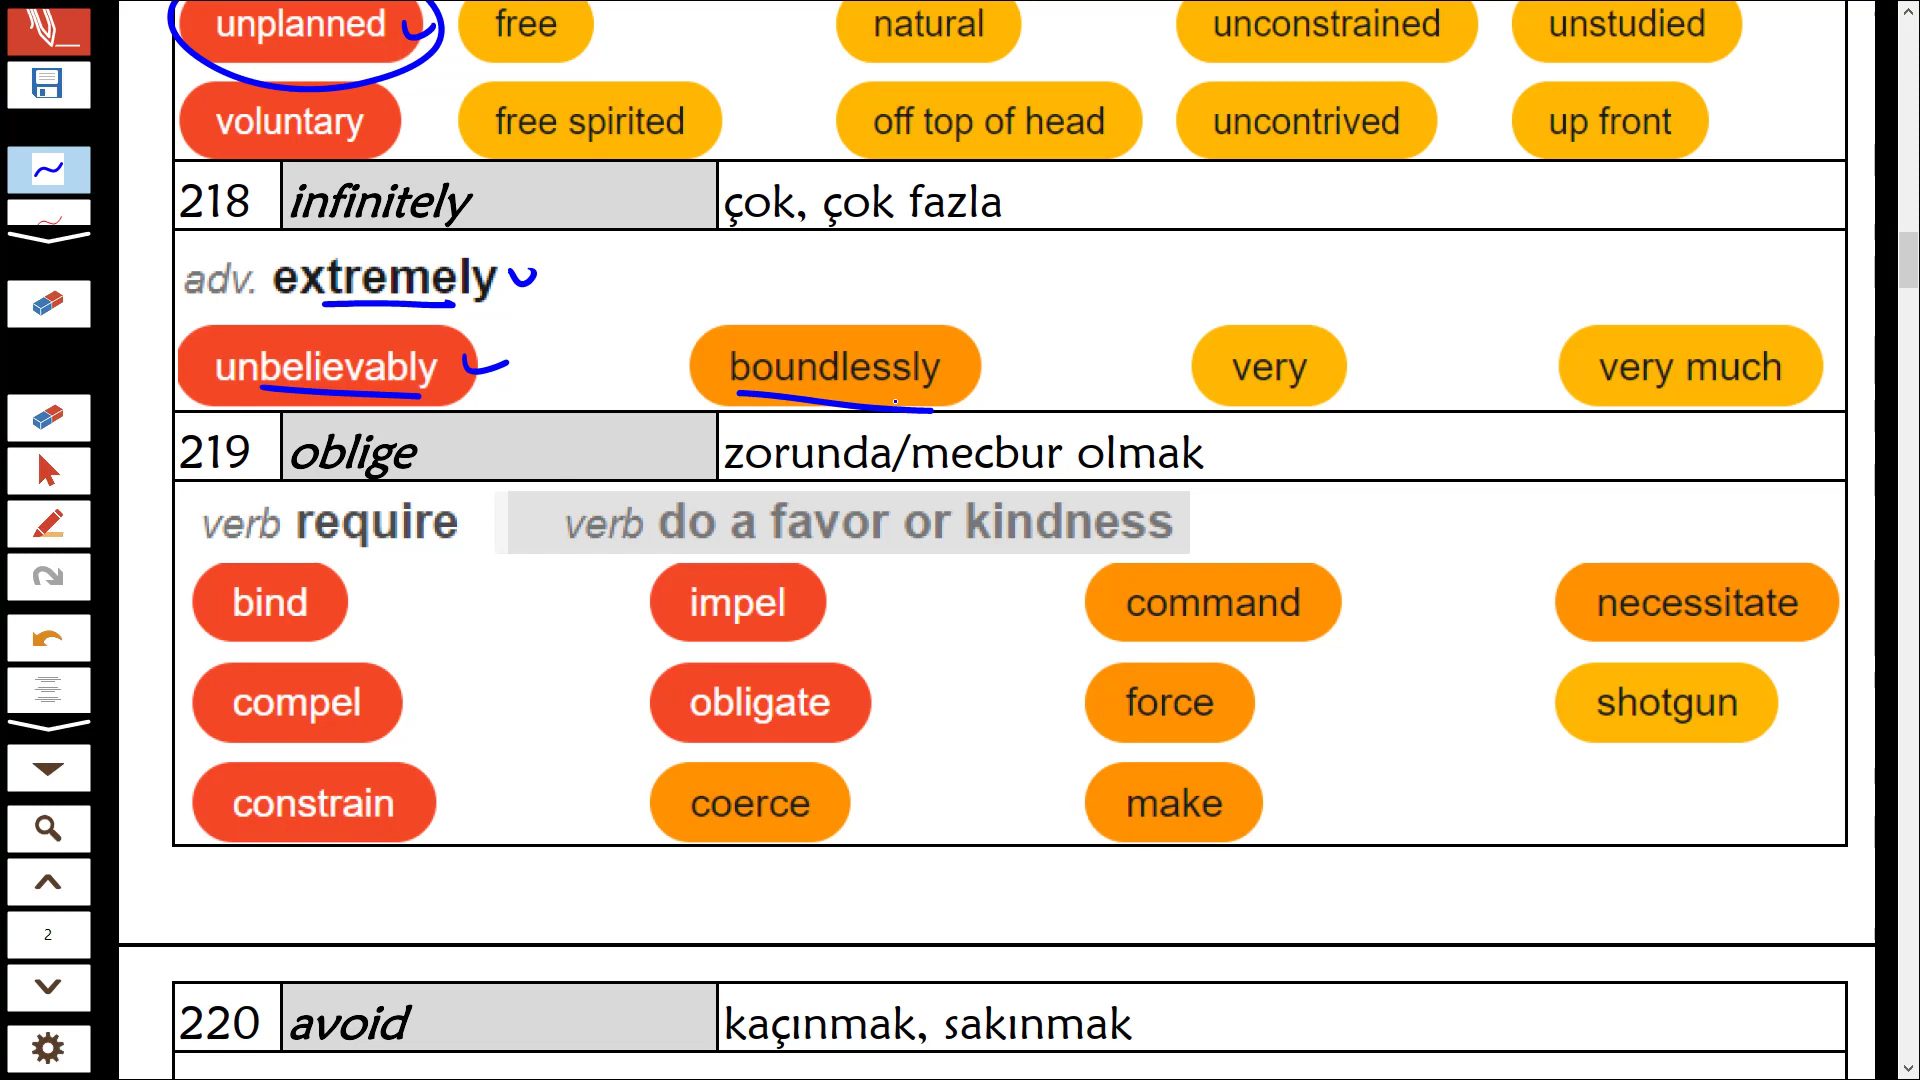 unplanned free natural unconstrained unstudied
voluntary free spirited off top of head uncontrived up front
218 infinitely çok, çok fazla
adv. extremely
unbelievably boundlessly very very much
219 oblige zorunda/mecbur olmak
verb require verb do a favor or kindness
bind impel command necessitate
compel obligate force shotgun
constrain coerce make
2
220 avoid kaçınmak, sakınmak